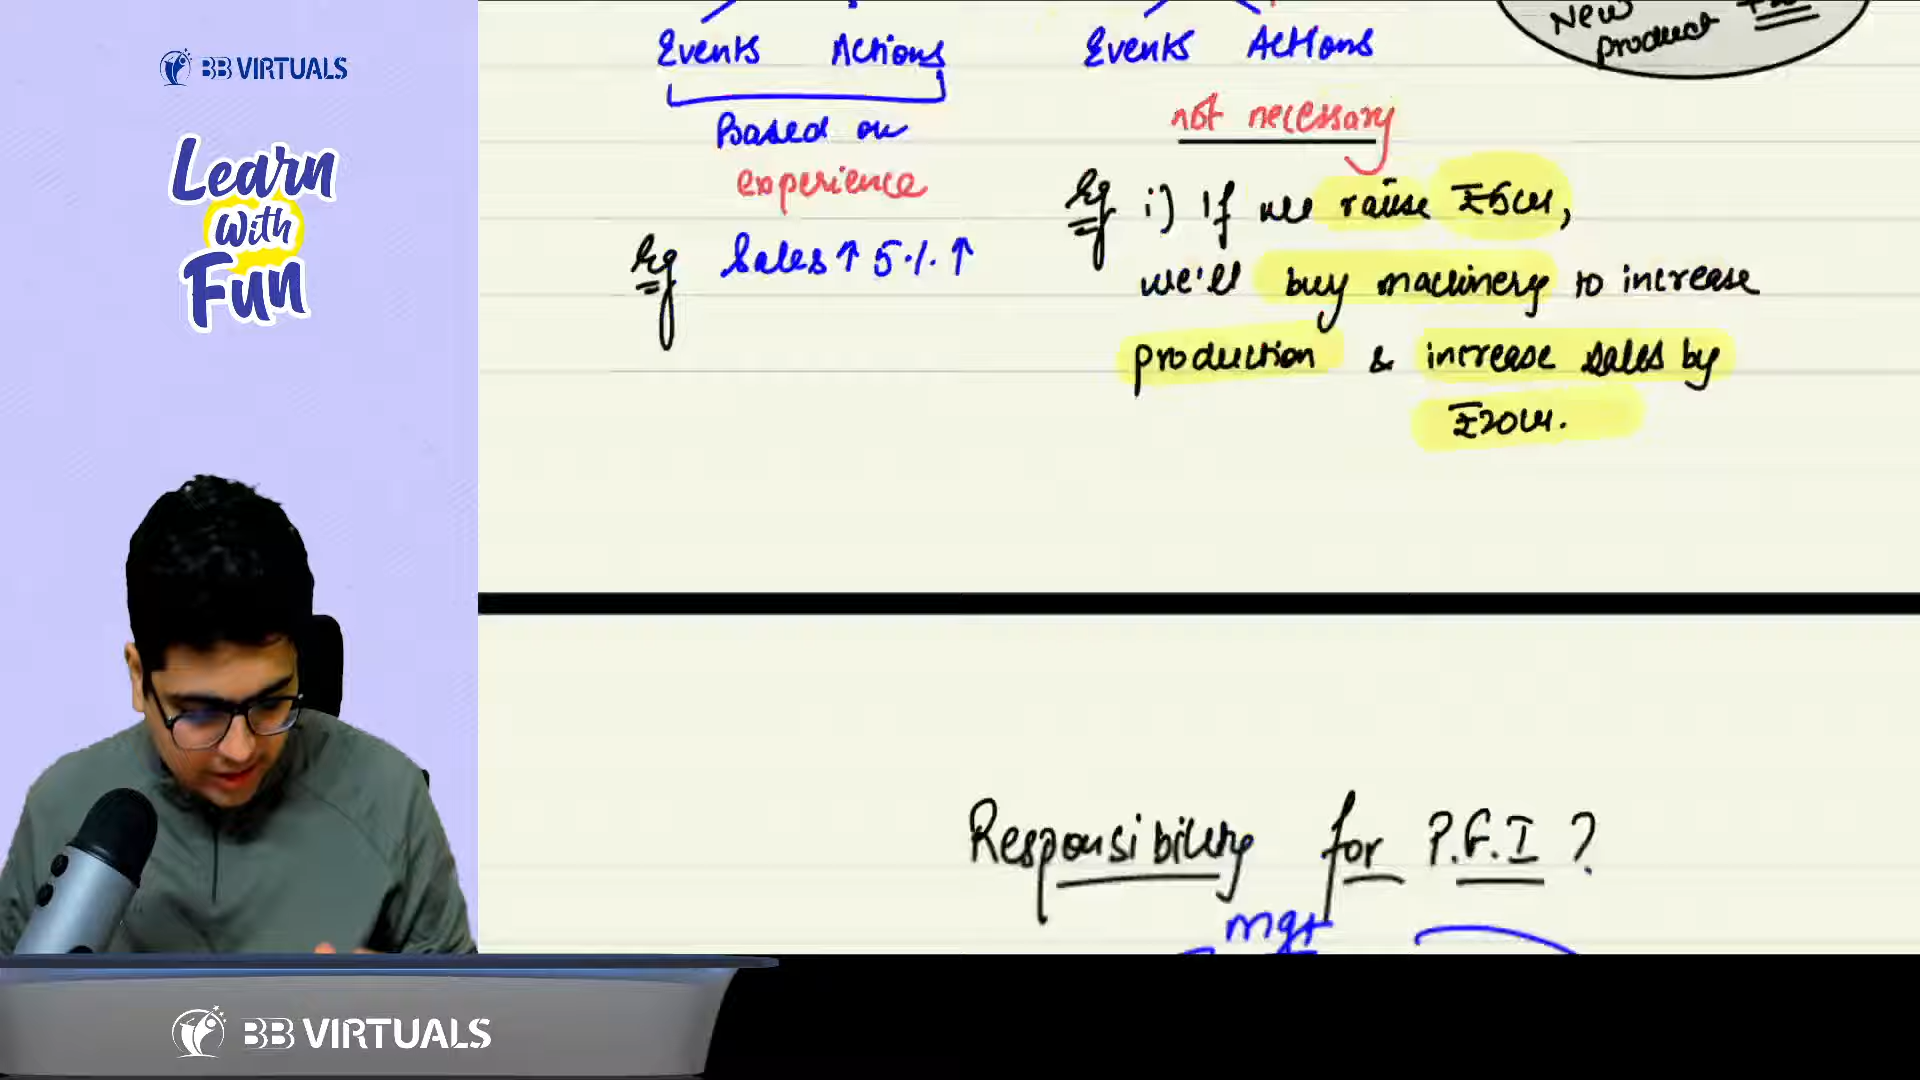 BB VIRTUALS
Learn
With
Fun
Events Actions
Based on
experience
Eg Sales ↑ 5% ↑
Events Actions
not necessary
Eg i) If we raise ₹5cr,
we'll buy machinery to increase
production & increase sales by
₹20cr.
New
product
Responsibility for P.F.I ?
mgt
BB VIRTUALS